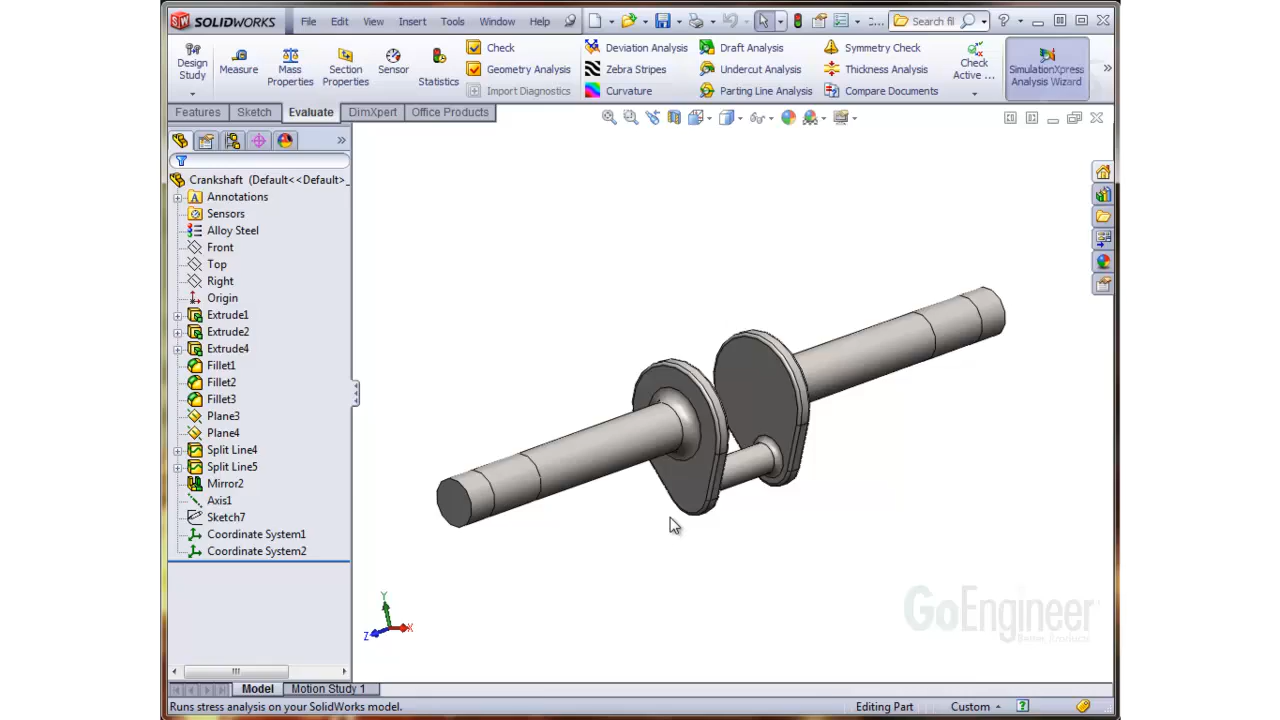 SW SOLIDWORKS File Edit View Insert Tools Window Help Search fil
Design Study
Measure
Mass Properties
Section Properties
Sensor
Statistics
Check
Geometry Analysis
Import Diagnostics
Deviation Analysis
Zebra Stripes
Curvature
Draft Analysis
Undercut Analysis
Parting Line Analysis
Symmetry Check
Thickness Analysis
Compare Documents
Check Active ...
SimulationXpress Analysis Wizard
Features Sketch Evaluate DimXpert Office Products
Crankshaft (Default<<Default>_
Annotations
Sensors
Alloy Steel
Front
Top
Right
Origin
Extrude1
Extrude2
Extrude4
Fillet1
Fillet2
Fillet3
Plane3
Plane4
Split Line4
Split Line5
Mirror2
Axis1
Sketch7
Coordinate System1
Coordinate System2
Y
Z X
GoEngineer
Model Motion Study 1
Runs stress analysis on your SolidWorks model. Editing Part Custom